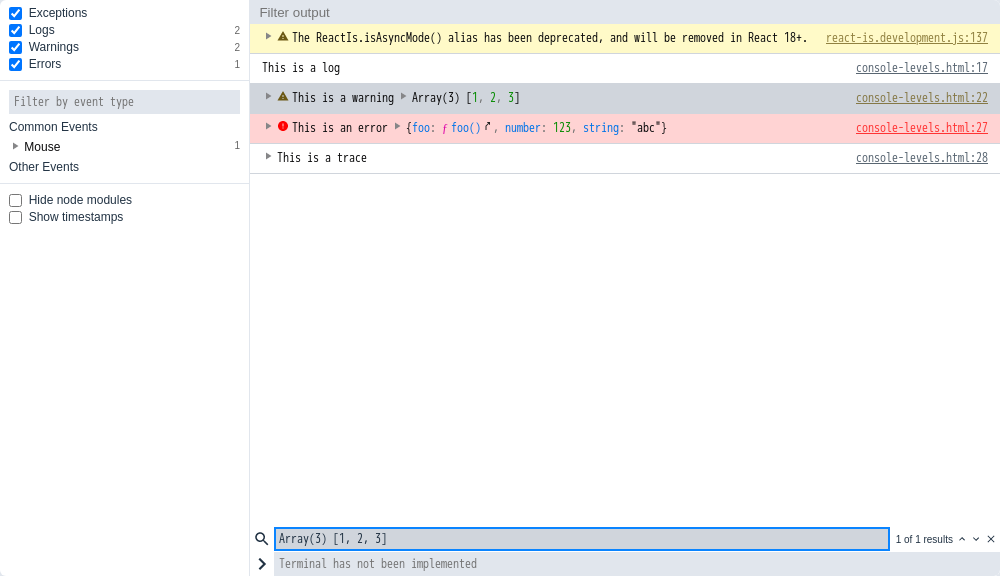 Exceptions
Logs 2
Warnings 2
Errors 1
Filter by event type
Common Events
Mouse 1
Other Events
Hide node modules
Show timestamps
Filter output
The ReactIs.isAsyncMode() alias has been deprecated, and will be removed in React 18+. react-is.development.js:137
This is a log console-levels.html:17
This is a warning Array(3) [1, 2, 3] console-levels.html:22
This is an error {foo: ƒ foo(), number: 123, string: "abc"} console-levels.html:27
This is a trace console-levels.html:28
Array(3) [1, 2, 3] 1 of 1 results
Terminal has not been implemented